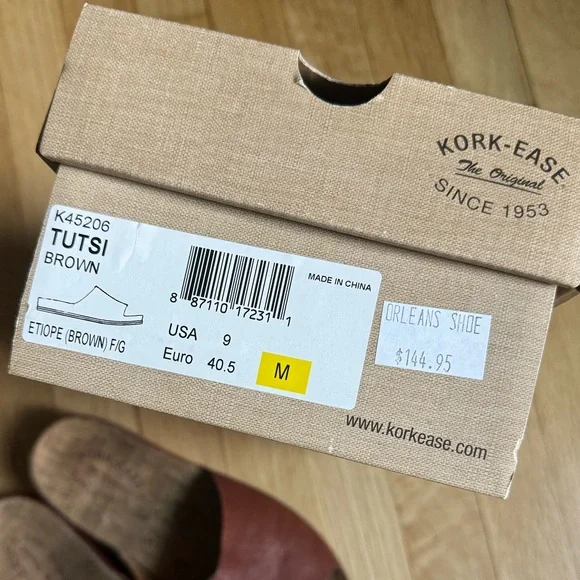 KORK-EASE
The Original
SINCE 1953
K45206
TUTSI
BROWN
MADE IN CHINA
8 87110 17231 1
ETIOPE (BROWN) F/G
USA 9
Euro 40.5
M
ORLEANS SHOE
$144.95
www.korkease.com